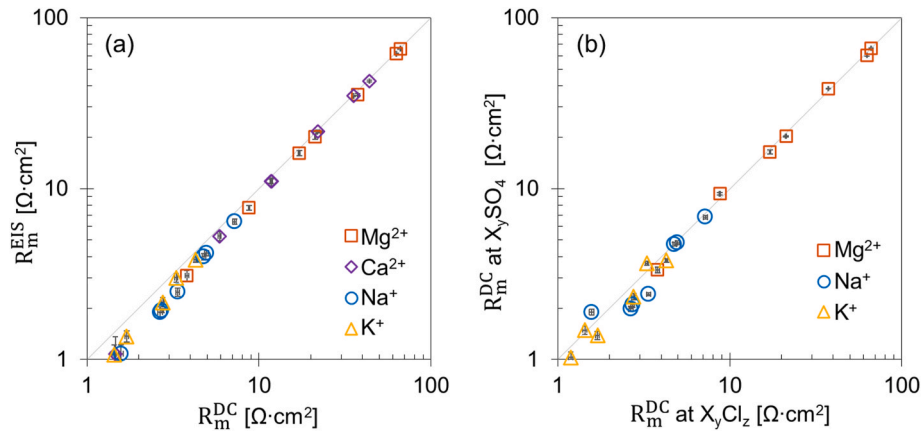 (a)
100
10
1
R_m^EIS [Ω·cm²]
Mg²⁺
Ca²⁺
Na⁺
K⁺
1
10
100
R_m^DC [Ω·cm²]
(b)
100
10
1
R_m^DC at X_ySO₄ [Ω·cm²]
Mg²⁺
Na⁺
K⁺
1
10
100
R_m^DC at X_yCl_z [Ω·cm²]